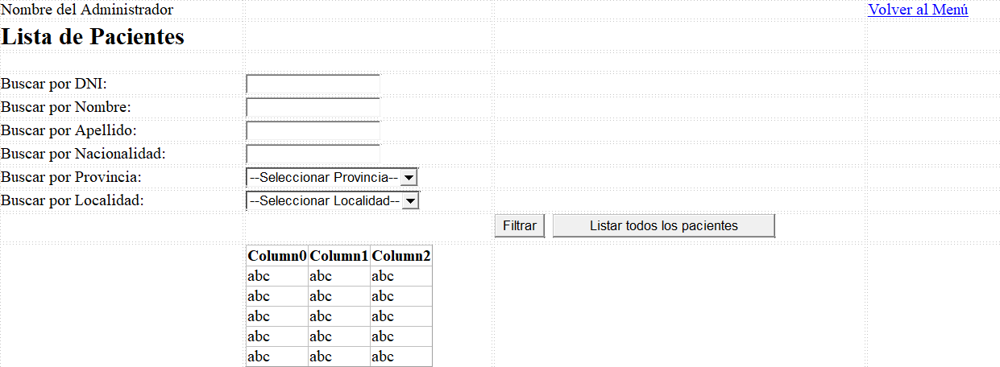 Nombre del Administrador Volver al Menú
Lista de Pacientes
Buscar por DNI:
Buscar por Nombre:
Buscar por Apellido:
Buscar por Nacionalidad:
Buscar por Provincia: --Seleccionar Provincia--
Buscar por Localidad: --Seleccionar Localidad--
Filtrar Listar todos los pacientes
Column0 Column1 Column2
abc abc abc
abc abc abc
abc abc abc
abc abc abc
abc abc abc